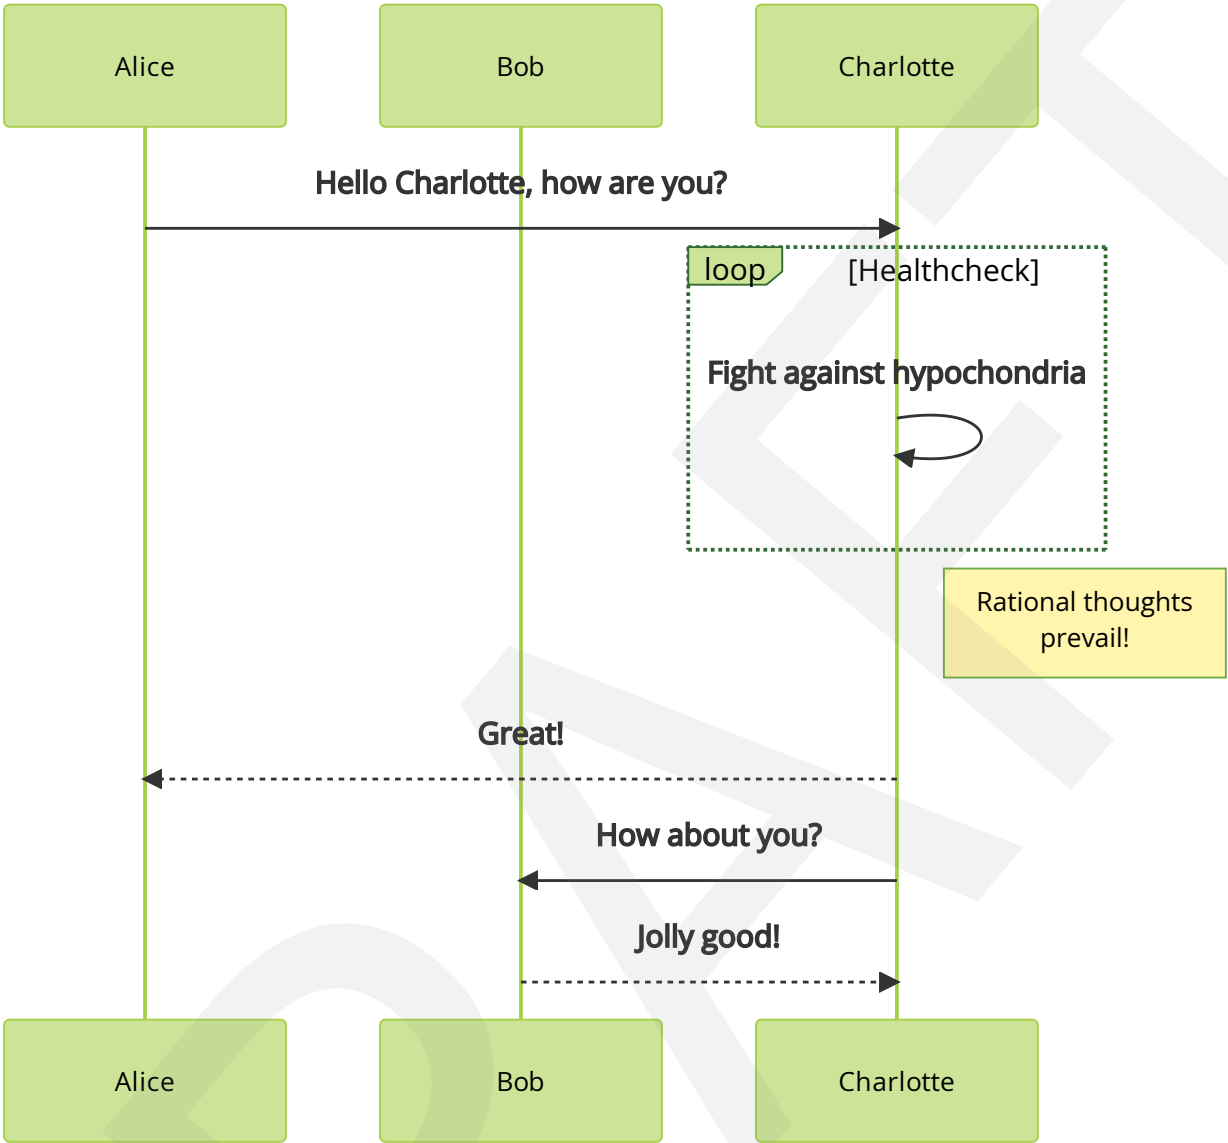 Alice
Bob
Charlotte
Hello Charlotte, how are you?
loop
[Healthcheck]
Fight against hypochondria
Rational thoughts
prevail!
Great!
How about you?
Jolly good!
Alice
Bob
Charlotte